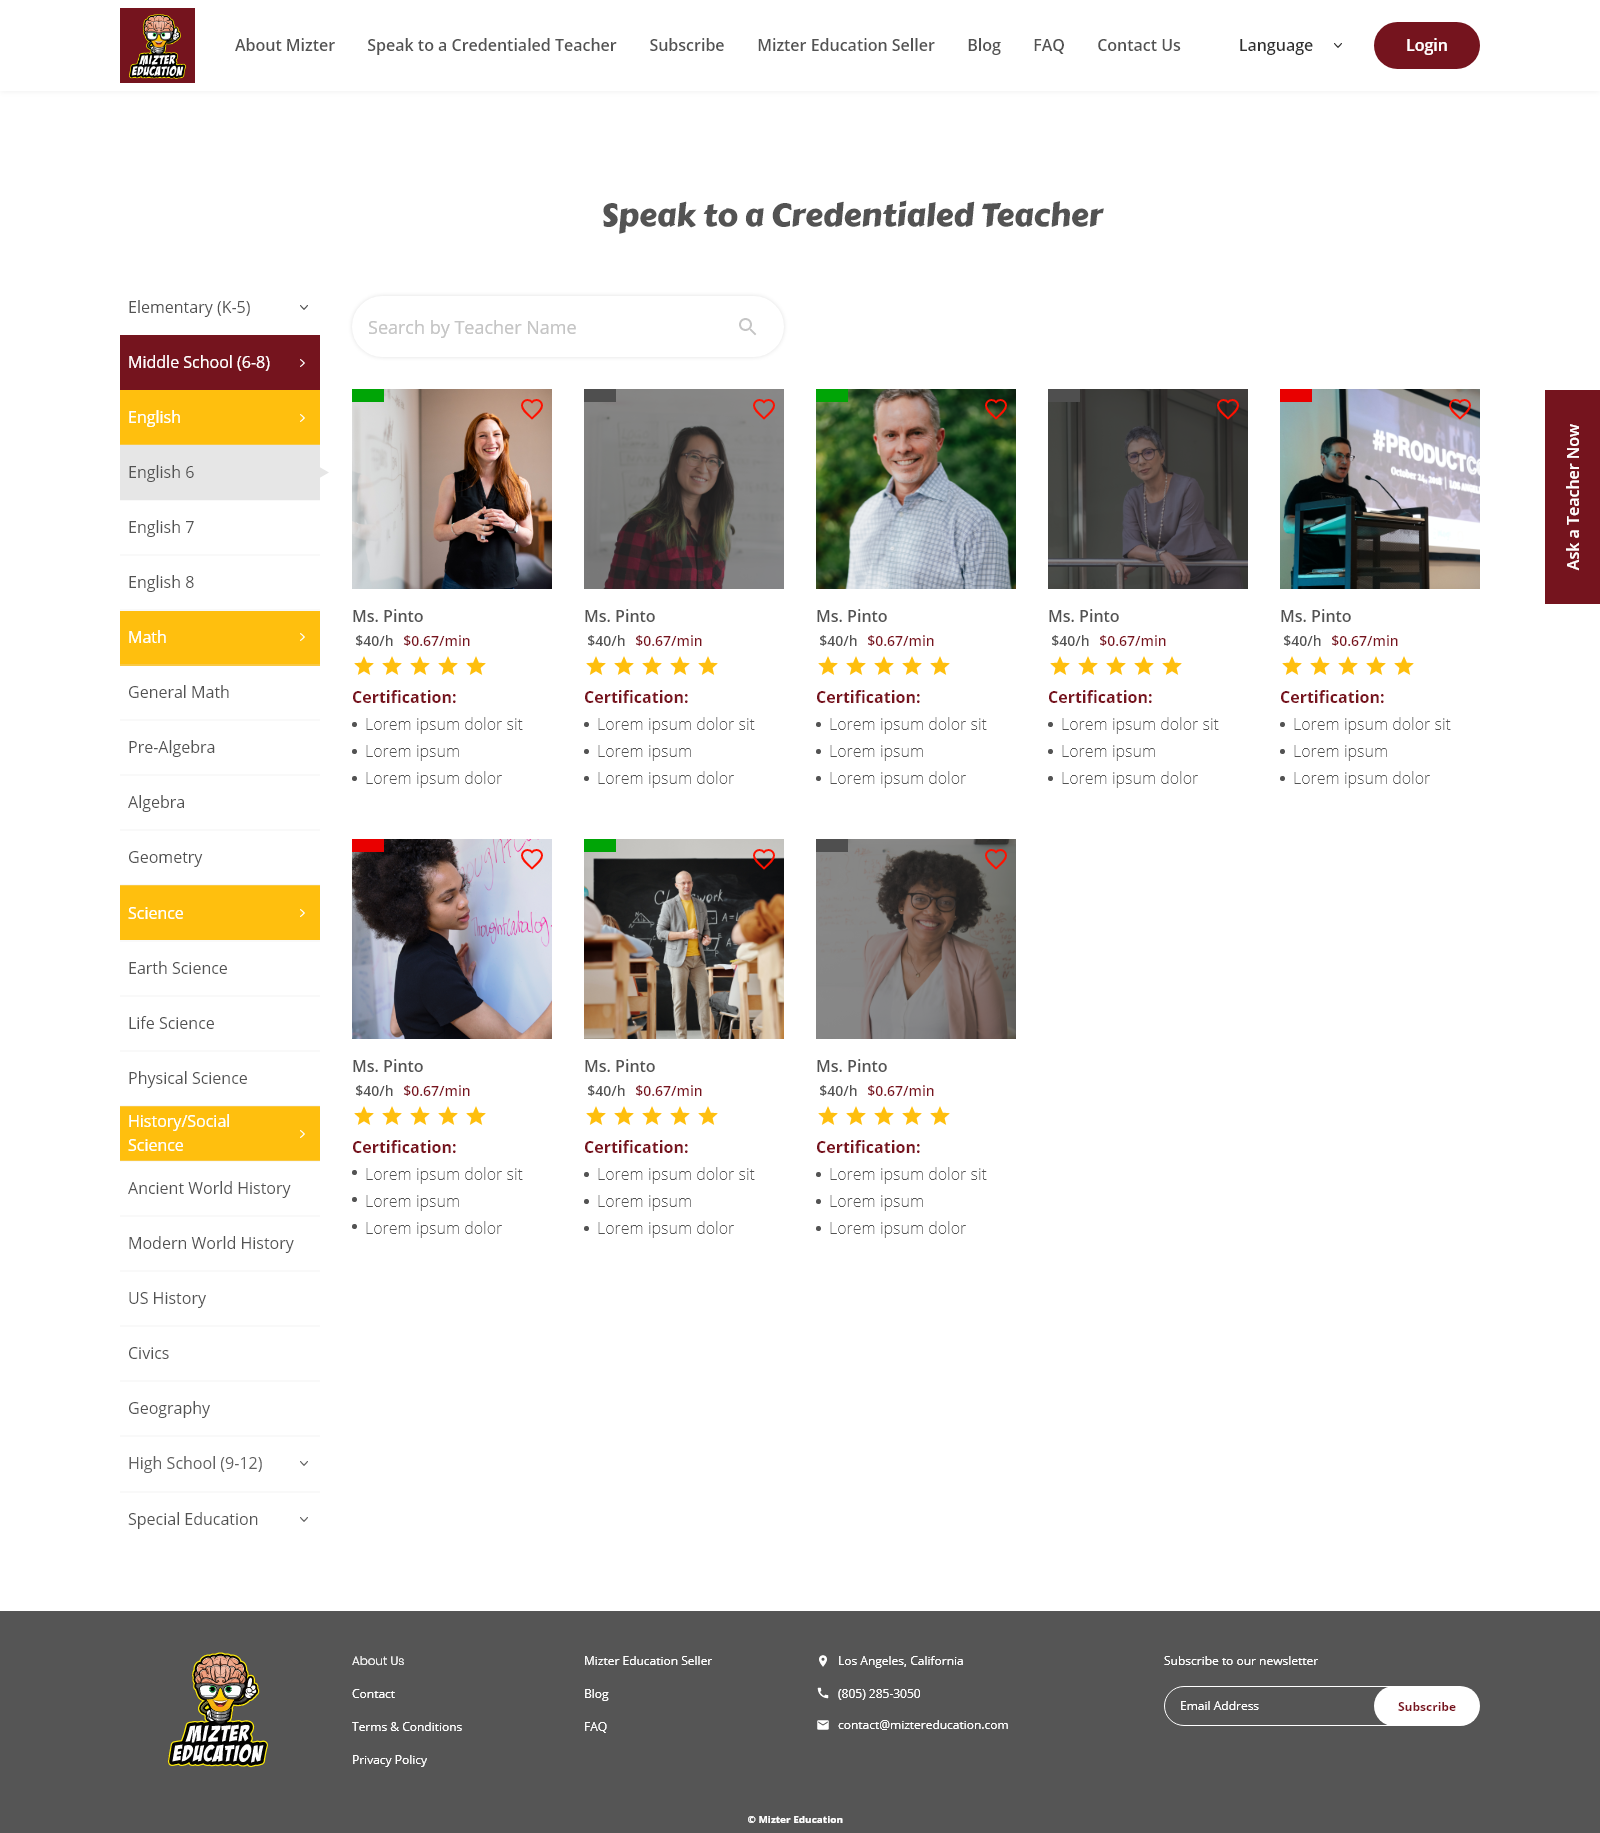 MIZTER
EDUCATION
About Mizter
Speak to a Credentialed Teacher
Subscribe
Mizter Education Seller
Blog
FAQ
Contact Us
Language
Login
Speak to a Credentialed Teacher
Elementary (K-5)
Middle School (6-8)
English
English 6
English 7
English 8
Math
General Math
Pre-Algebra
Algebra
Geometry
Science
Earth Science
Life Science
Physical Science
History/Social
Science
Ancient World History
Modern World History
US History
Civics
Geography
High School (9-12)
Special Education
Search by Teacher Name
Ms. Pinto
$40/h $0.67/min
Certification:
Lorem ipsum dolor sit
Lorem ipsum
Lorem ipsum dolor
Ms. Pinto
$40/h $0.67/min
Certification:
Lorem ipsum dolor sit
Lorem ipsum
Lorem ipsum dolor
Ms. Pinto
$40/h $0.67/min
Certification:
Lorem ipsum dolor sit
Lorem ipsum
Lorem ipsum dolor
Ms. Pinto
$40/h $0.67/min
Certification:
Lorem ipsum dolor sit
Lorem ipsum
Lorem ipsum dolor
#PRODUCTCO
October 24, 2018 | LOS ANGELES
Ms. Pinto
$40/h $0.67/min
Certification:
Lorem ipsum dolor sit
Lorem ipsum
Lorem ipsum dolor
Ask a Teacher Now
Ms. Pinto
$40/h $0.67/min
Certification:
Lorem ipsum dolor sit
Lorem ipsum
Lorem ipsum dolor
Ms. Pinto
$40/h $0.67/min
Certification:
Lorem ipsum dolor sit
Lorem ipsum
Lorem ipsum dolor
Ms. Pinto
$40/h $0.67/min
Certification:
Lorem ipsum dolor sit
Lorem ipsum
Lorem ipsum dolor
MIZTER
EDUCATION
About Us
Contact
Terms & Conditions
Privacy Policy
Mizter Education Seller
Blog
FAQ
Los Angeles, California
(805) 285-3050
contact@miztereducation.com
Subscribe to our newsletter
Email Address
Subscribe
© Mizter Education